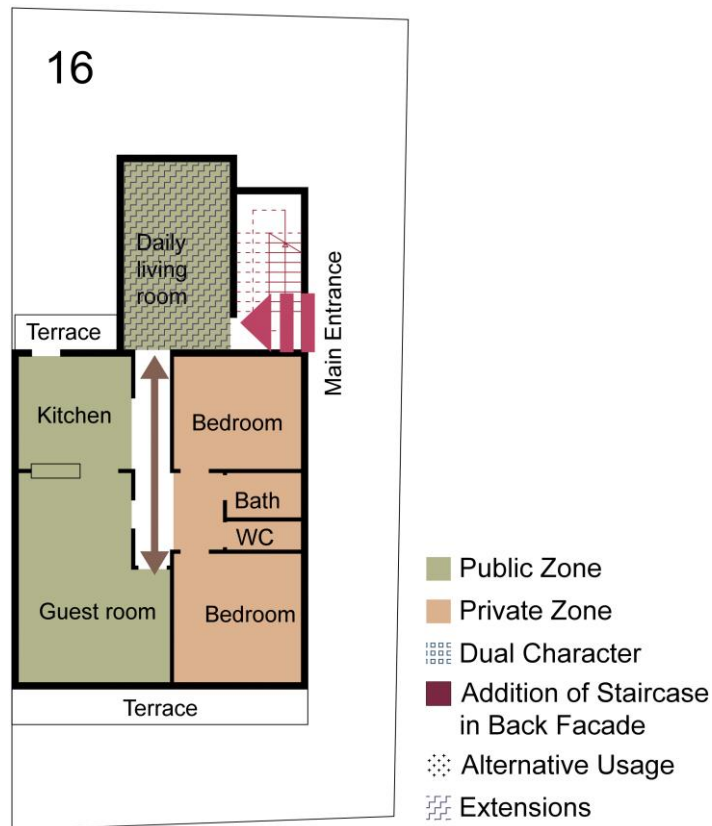 16
Daily
living
room
Main Entrance
Terrace
Kitchen
Bedroom
Bath
WC
Guest room
Bedroom
Terrace
Public Zone
Private Zone
Dual Character
Addition of Staircase
in Back Facade
Alternative Usage
Extensions